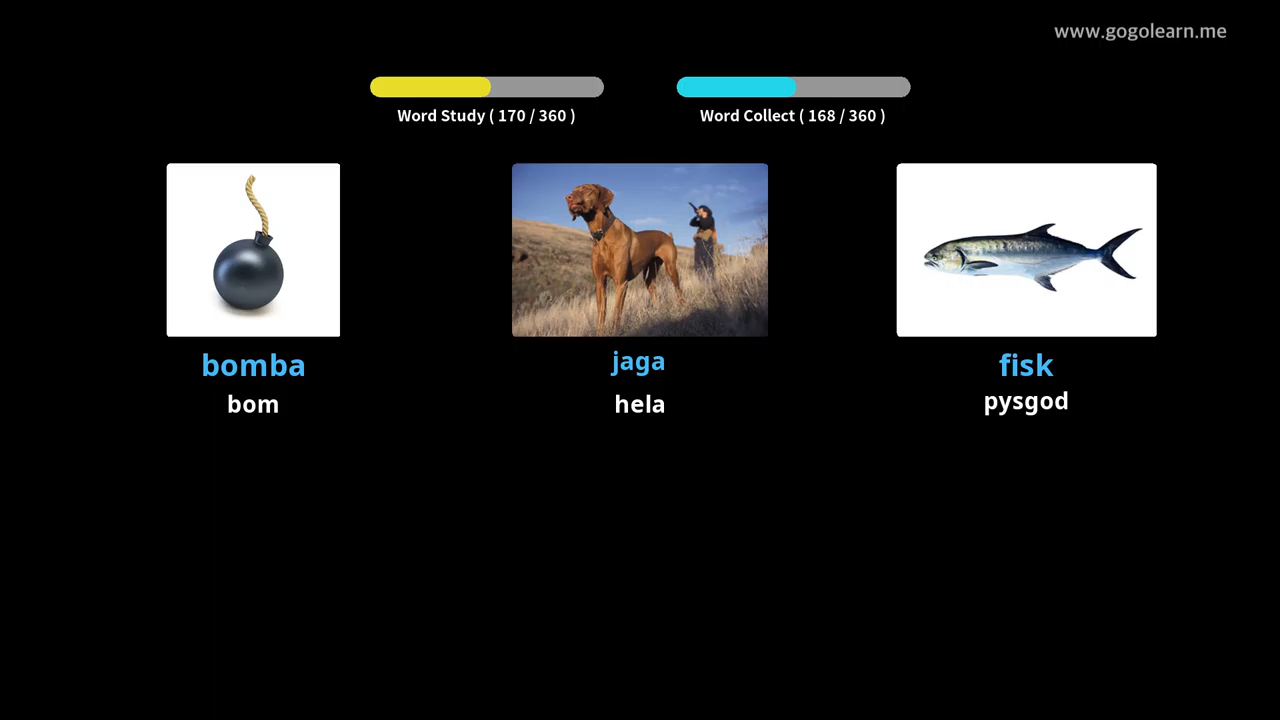 www.gogolearn.me
Word Study ( 170 / 360 )
Word Collect ( 168 / 360 )
bomba
bom
jaga
hela
fisk
pysgod